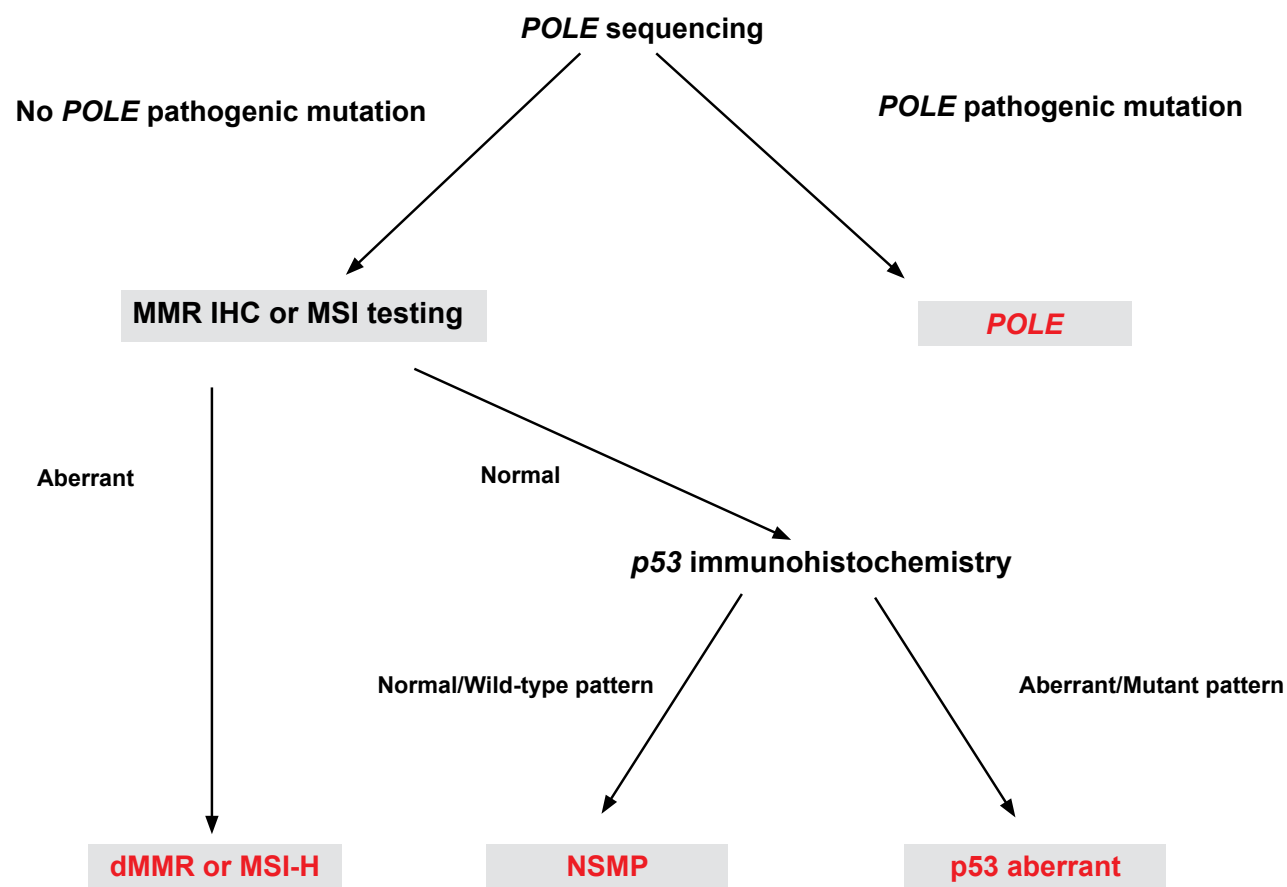 POLE sequencing
No POLE pathogenic mutation
POLE pathogenic mutation
MMR IHC or MSI testing
POLE
Aberrant
Normal
p53 immunohistochemistry
Normal/Wild-type pattern
Aberrant/Mutant pattern
dMMR or MSI-H
NSMP
p53 aberrant